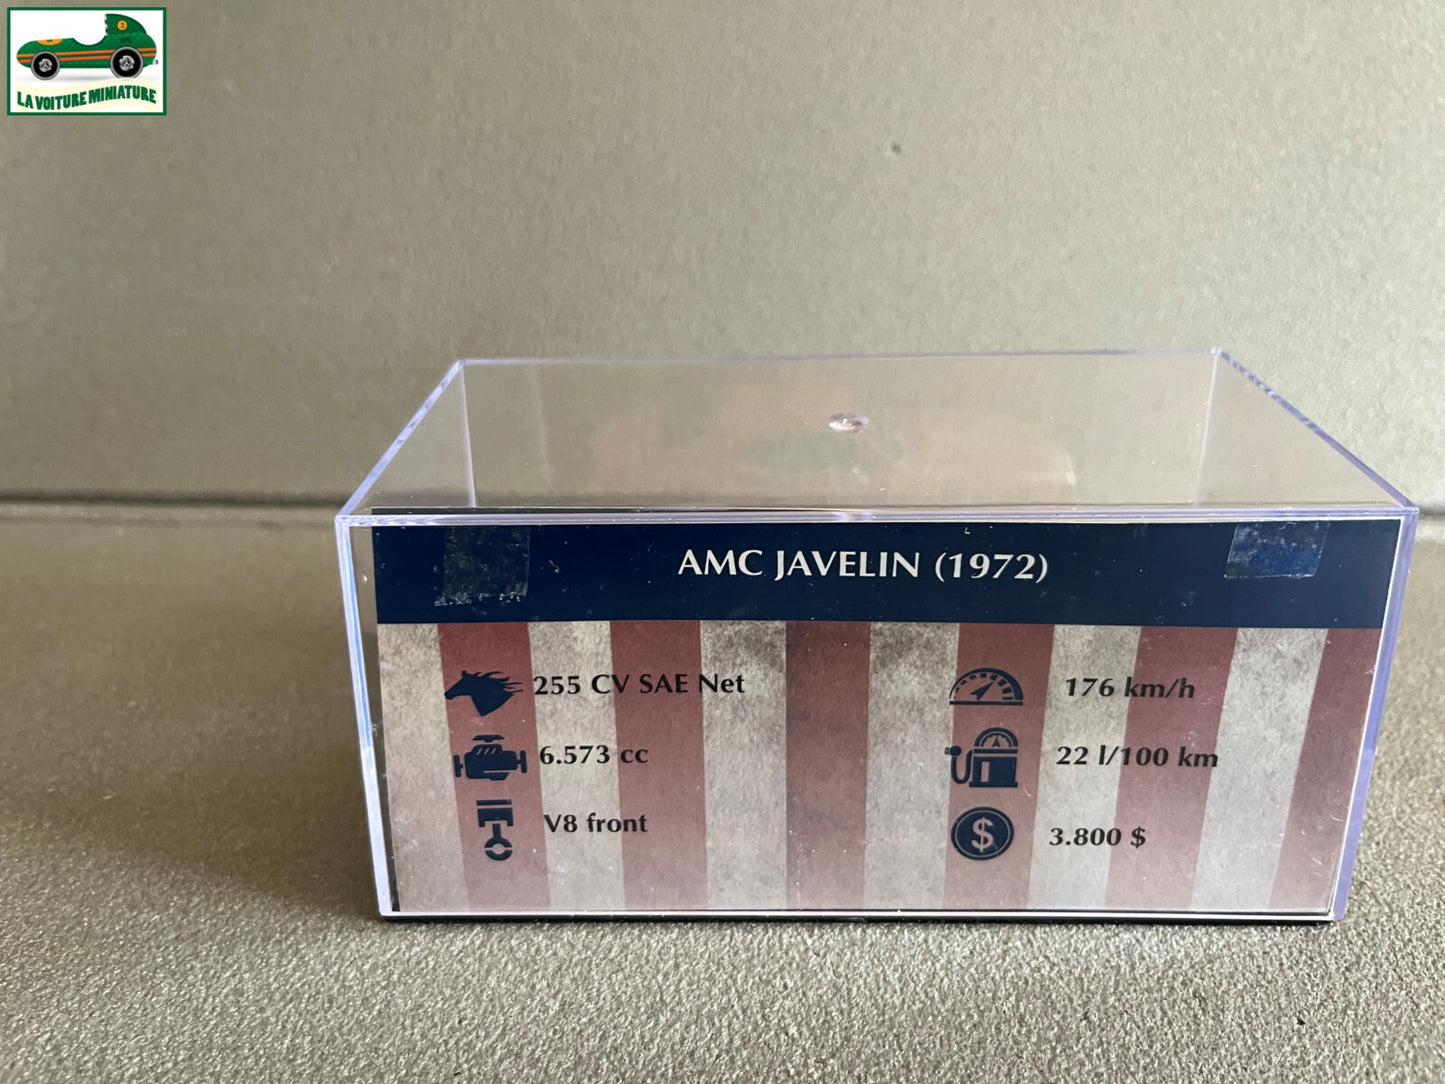 3
LA VOITURE MINIATURE
AMC JAVELIN (1972)
255 CV SAE Net
176 km/h
6.573 cc
22 l/100 km
V8 front
$
3.800 $